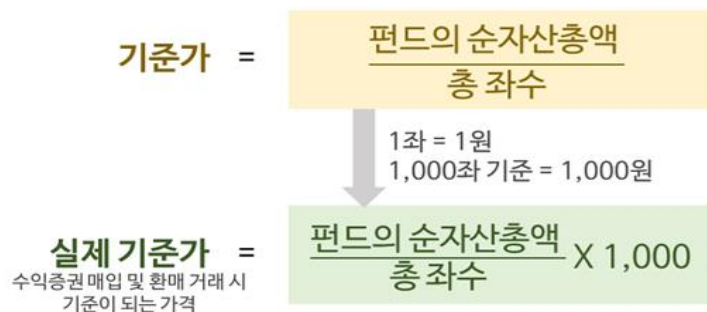 기준가 = 펀드의 순자산총액
총 좌수
1좌 = 1원
1,000좌 기준 = 1,000원
실제 기준가 = 펀드의 순자산총액
총 좌수 X 1,000
수익증권 매입 및 환매 거래 시
기준이 되는 가격